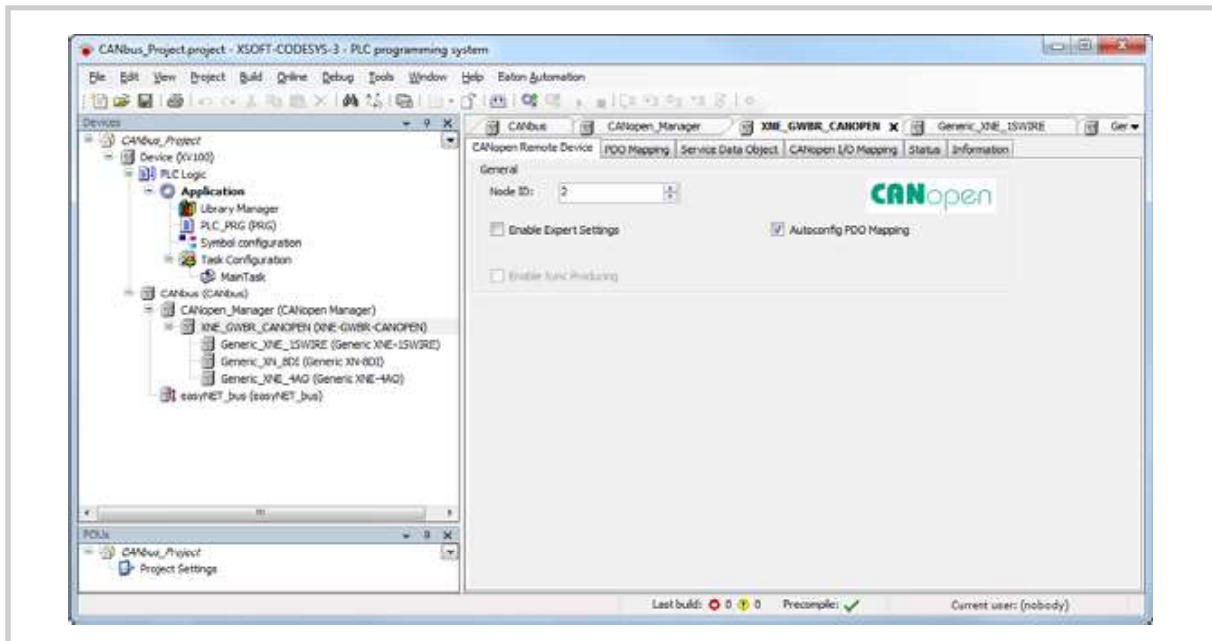 CANbus_Project.project - XSOFT-CODESYS-3 - PLC programming system
File Edit View Project Build Online Debug Tools Window Help Eaton Automation
Devices
CANbus_Project
Device (XV100)
PLC Logic
Application
Library Manager
PLC_PRG (PRG)
Symbol configuration
Task Configuration
MainTask
CANbus (CANbus)
CANopen_Manager (CANopen Manager)
XNE_GWBR_CANOPEN (XNE-GWBR-CANOPEN)
Generic_XNE_1SWIRE (Generic XNE-1SWIRE)
Generic_XN_8DI (Generic XN-8DI)
Generic_XNE_4AO (Generic XNE-4AO)
easyNET_bus (easyNET_bus)
POUs
CANbus_Project
Project Settings
CANbus CANopen_Manager XNE_GWBR_CANOPEN Generic_XNE_1SWIRE Ger
CANopen Remote Device PDO Mapping Service Data Object CANopen I/O Mapping Status Information
General
Node ID: 2
CANopen
Enable Expert Settings Autoconfig PDO Mapping
Enable Sync Producing
Last build: 0 0 Precompile: Current user: (nobody)